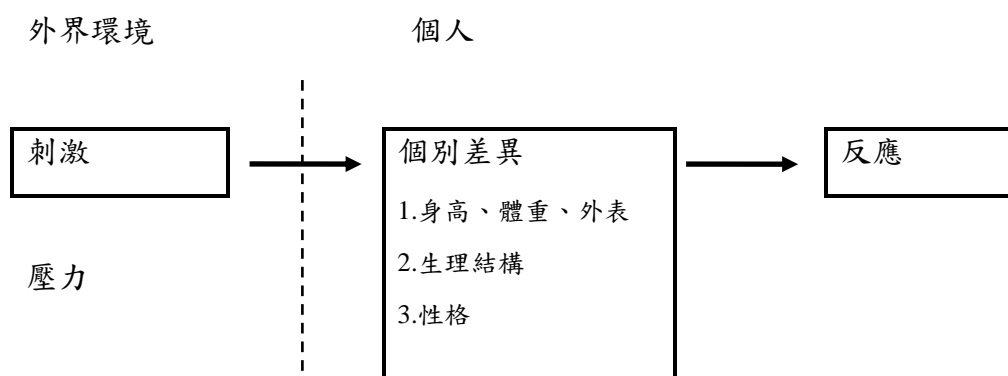 外界環境
個人
刺激
個別差異
1.身高、體重、外表
2.生理結構
3.性格
反應
壓力